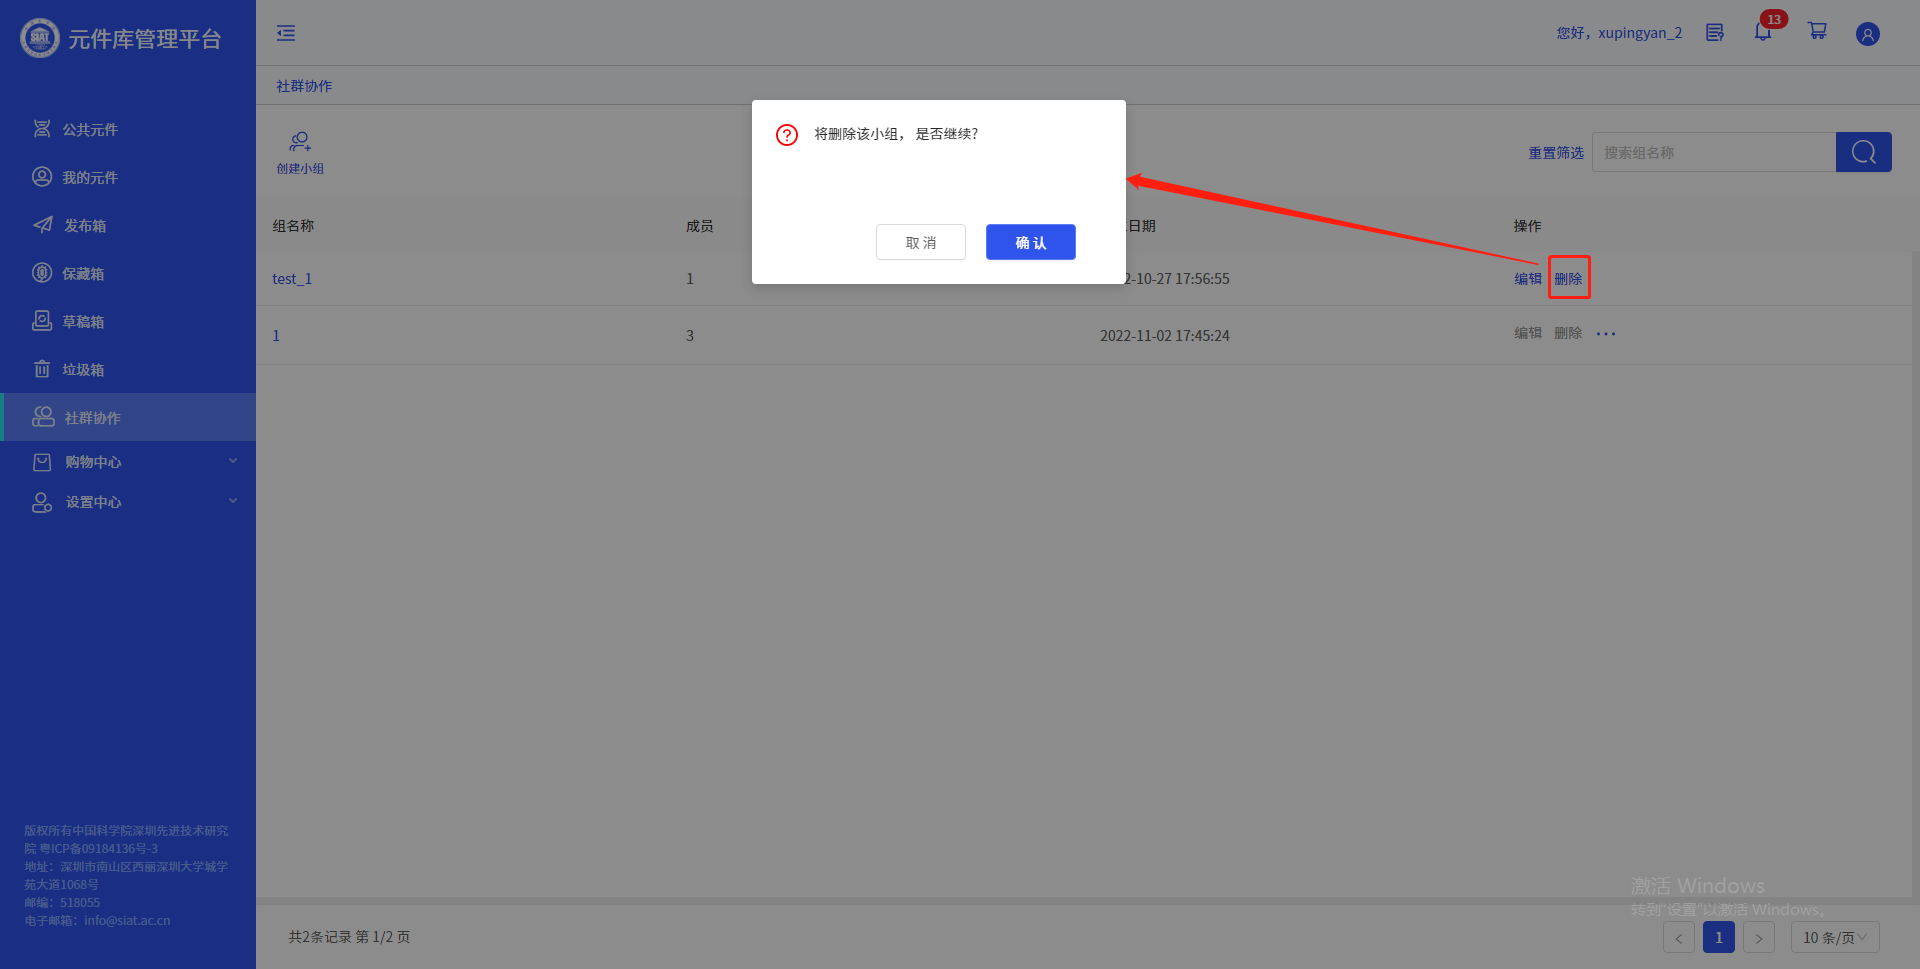 元件库管理平台
您好，xupingyan_2
13
社群协作
公共元件
我的元件
发布箱
保藏箱
草稿箱
垃圾箱
社群协作
购物中心
设置中心
创建小组
重置筛选
搜索组名称
将删除该小组， 是否继续?
取 消
确 认
组名称
成员
日期
操作
test_1
1
2-10-27 17:56:55
编辑
删除
1
3
2022-11-02 17:45:24
编辑
删除
版权所有中国科学院深圳先进技术研究
院 粤ICP备09184136号-3
地址：深圳市南山区西丽深圳大学城学
苑大道1068号
邮编：518055
电子邮箱：info@siat.ac.cn
激活 Windows
转到“设置”以激活 Windows。
共2条记录 第 1/2 页
1
10 条/页